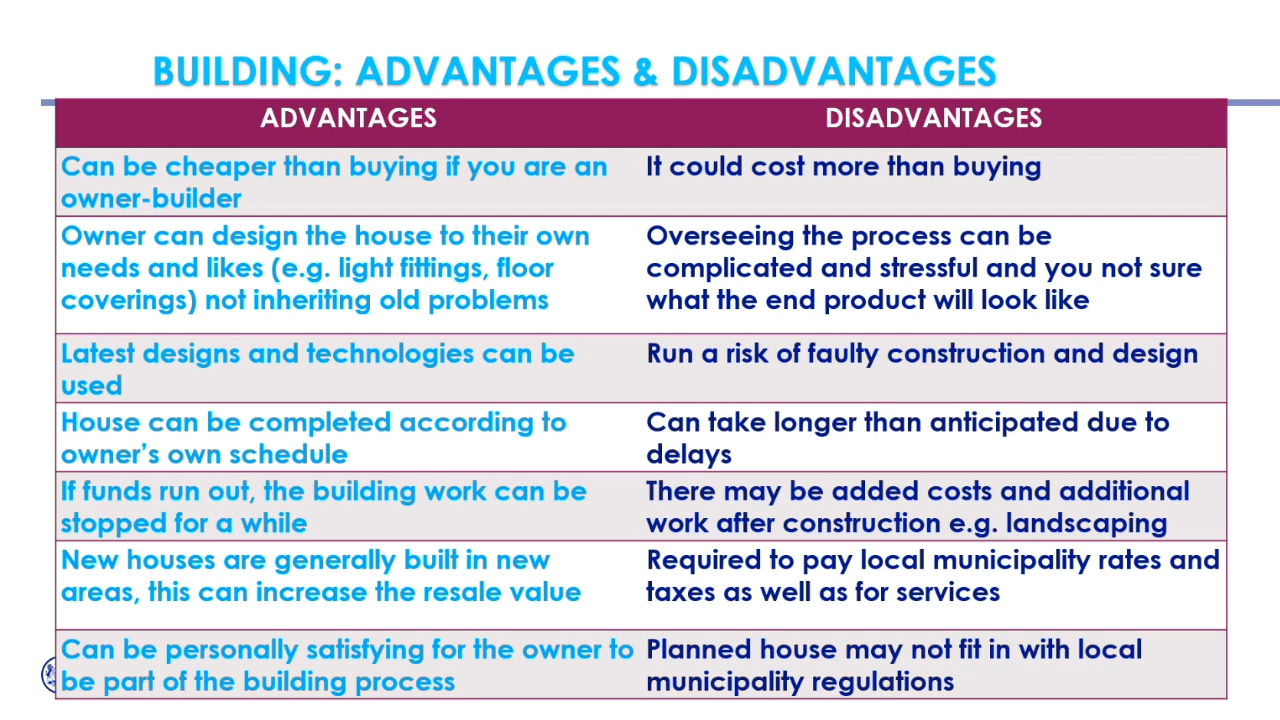 BUILDING: ADVANTAGES & DISADVANTAGES
ADVANTAGES
DISADVANTAGES
Can be cheaper than buying if you are an
owner-builder
It could cost more than buying
Owner can design the house to their own
needs and likes (e.g. light fittings, floor
coverings) not inheriting old problems
Overseeing the process can be
complicated and stressful and you not sure
what the end product will look like
Latest designs and technologies can be
used
Run a risk of faulty construction and design
House can be completed according to
owner’s own schedule
Can take longer than anticipated due to
delays
If funds run out, the building work can be
stopped for a while
There may be added costs and additional
work after construction e.g. landscaping
New houses are generally built in new
areas, this can increase the resale value
Required to pay local municipality rates and
taxes as well as for services
Can be personally satisfying for the owner to
be part of the building process
Planned house may not fit in with local
municipality regulations